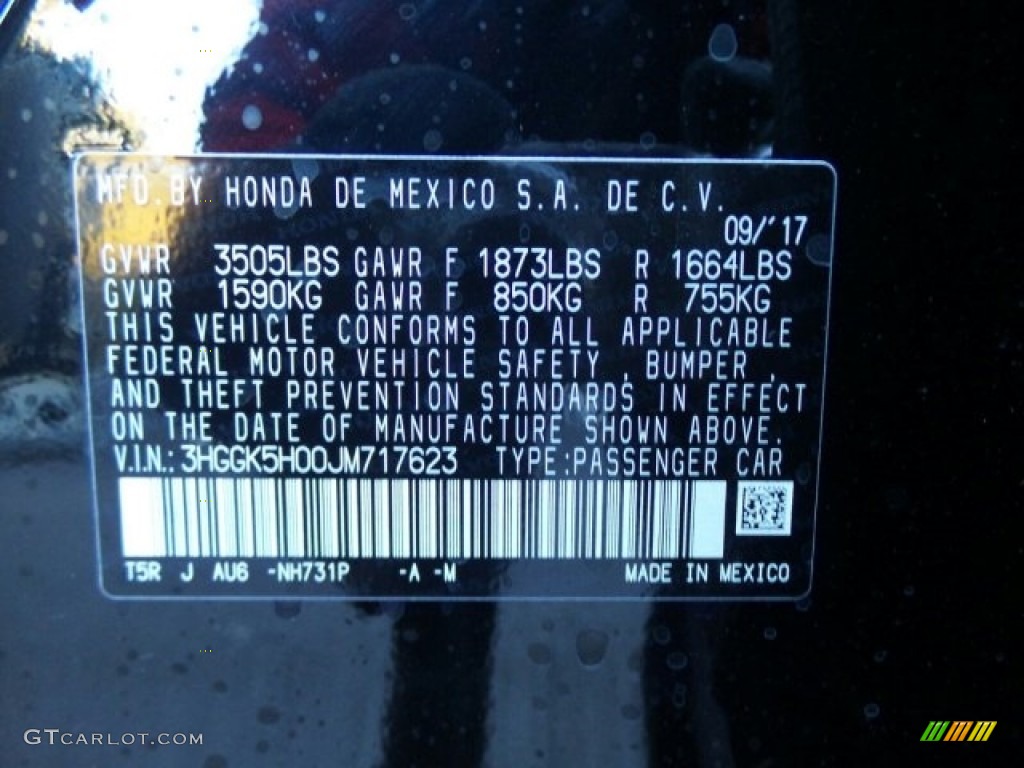 MFD. BY HONDA DE MEXICO S.A. DE C.V.
09/'17
GVWR 3505LBS GAWR F 1873LBS R 1664LBS
GVWR 1590KG GAWR F 850KG R 755KG
THIS VEHICLE CONFORMS TO ALL APPLICABLE
FEDERAL MOTOR VEHICLE SAFETY , BUMPER ,
AND THEFT PREVENTION STANDARDS IN EFFECT
ON THE DATE OF MANUFACTURE SHOWN ABOVE.
V.I.N.: 3HGGK5H00JM717623 TYPE:PASSENGER CAR
T5R J AU6 -NH731P -A -M MADE IN MEXICO
GTCARLOT.COM